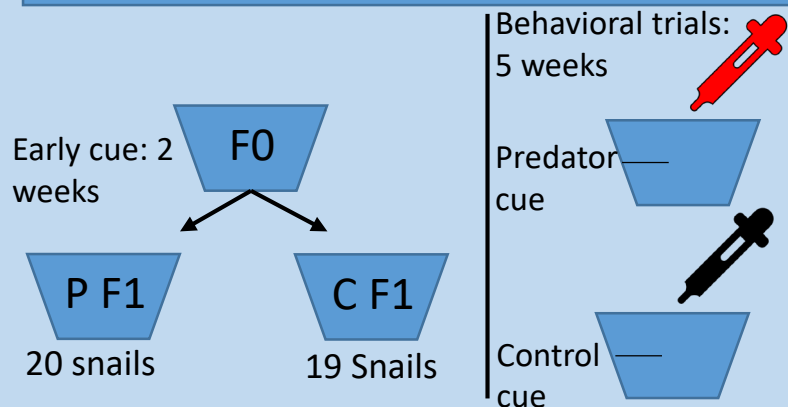 Early cue: 2
weeks
F0
P F1
C F1
20 snails
19 Snails
Behavioral trials:
5 weeks
Predator
cue
Control
cue